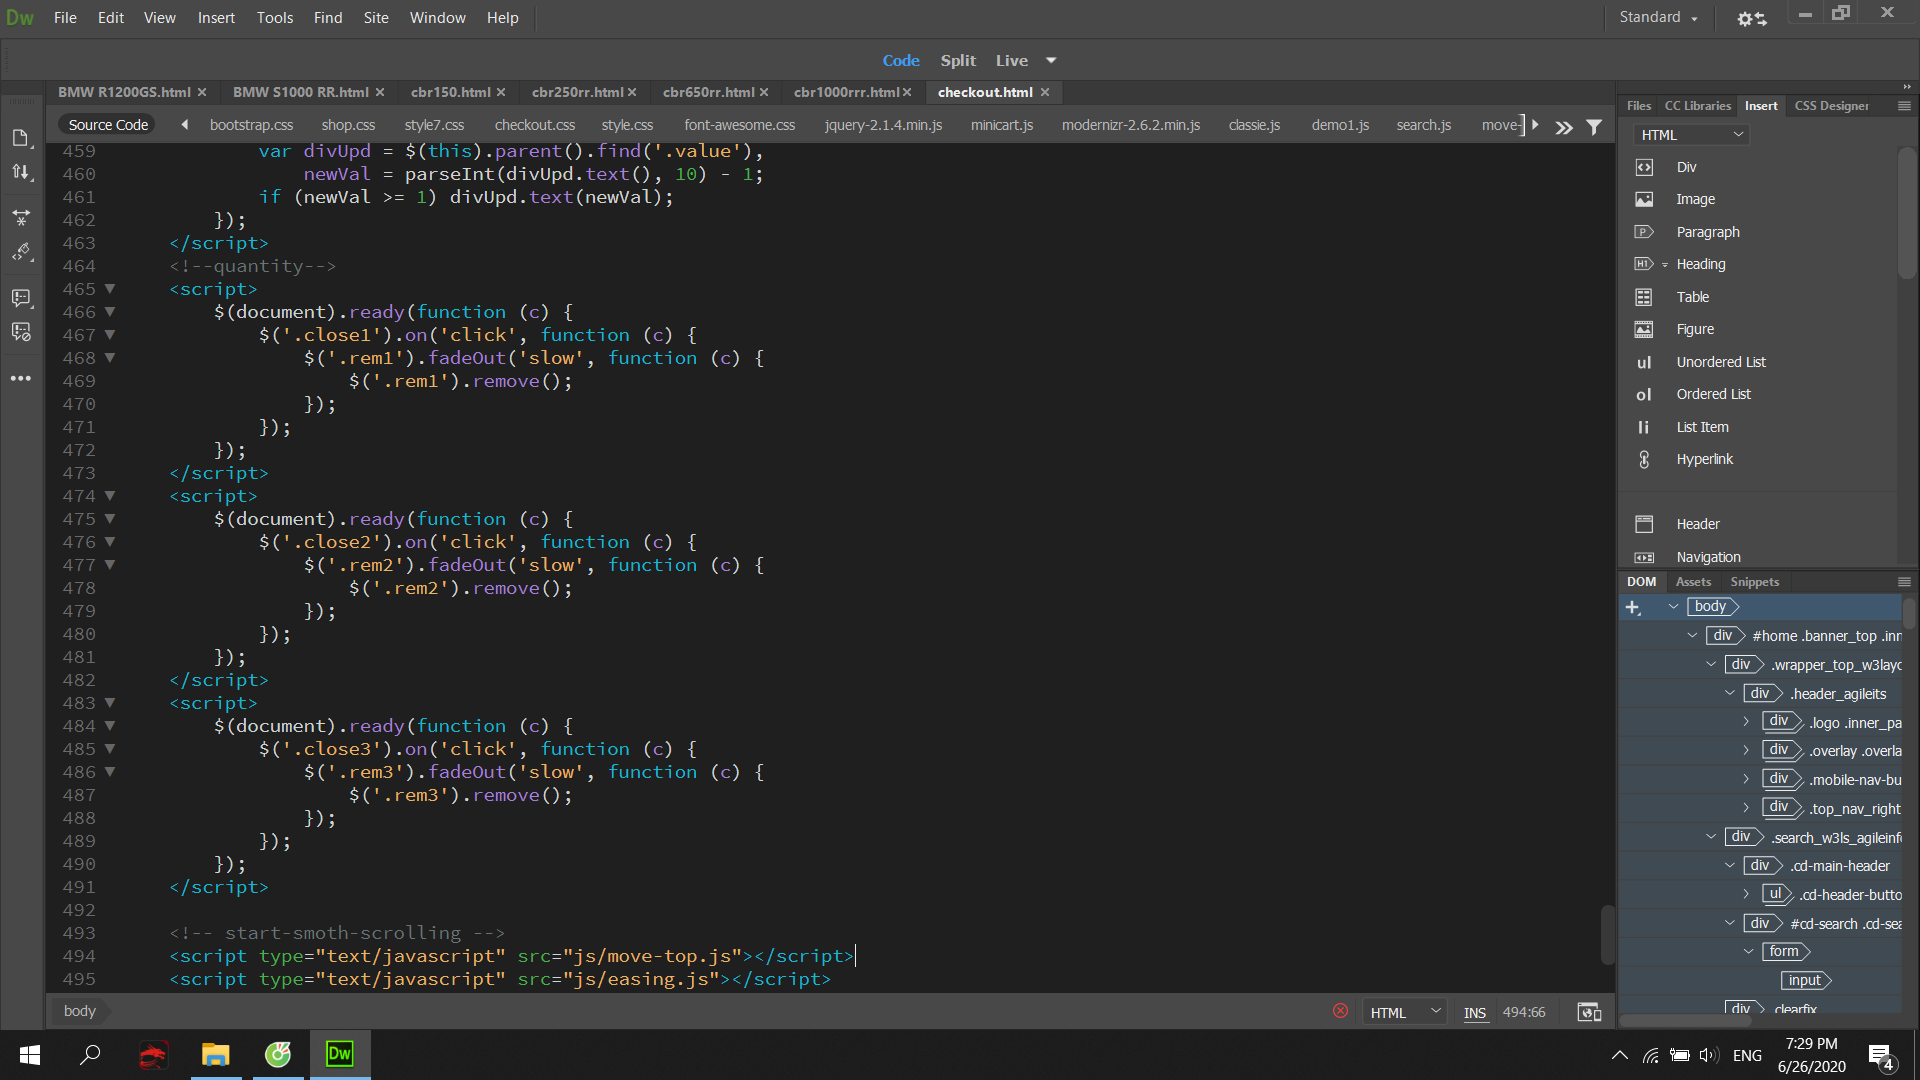 Dw File Edit View Insert Tools Find Site Window Help
Standard
Code Split Live
BMW R1200GS.html BMW S1000 RR.html cbr150.html cbr250rr.html cbr650rr.html cbr1000rrr.html checkout.html
Source Code bootstrap.css shop.css style7.css checkout.css style.css font-awesome.css jquery-2.1.4.min.js minicart.js modernizr-2.6.2.min.js classie.js demo1.js search.js move-
459 var divUpd = $(this).parent().find('.value'),
460 newVal = parseInt(divUpd.text(), 10) - 1;
461 if (newVal >= 1) divUpd.text(newVal);
462 });
463 </script>
464 <!--quantity-->
465 <script>
466 $(document).ready(function (c) {
467 $('.close1').on('click', function (c) {
468 $('.rem1').fadeOut('slow', function (c) {
469 $('.rem1').remove();
470 });
471 });
472 });
473 </script>
474 <script>
475 $(document).ready(function (c) {
476 $('.close2').on('click', function (c) {
477 $('.rem2').fadeOut('slow', function (c) {
478 $('.rem2').remove();
479 });
480 });
481 });
482 </script>
483 <script>
484 $(document).ready(function (c) {
485 $('.close3').on('click', function (c) {
486 $('.rem3').fadeOut('slow', function (c) {
487 $('.rem3').remove();
488 });
489 });
490 });
491 </script>
492
493 <!-- start-smoth-scrolling -->
494 <script type="text/javascript" src="js/move-top.js"></script>
495 <script type="text/javascript" src="js/easing.js"></script>
body
HTML INS 494:66
Files CC Libraries Insert CSS Designer
HTML
Div
Image
Paragraph
H1 Heading
Table
Figure
ul Unordered List
ol Ordered List
li List Item
Hyperlink
Header
Navigation
DOM Assets Snippets
body
div #home .banner_top .inn
div .wrapper_top_w3layo
div .header_agileits
div .logo .inner_pa
div .overlay .overla
div .mobile-nav-bu
div .top_nav_right
div .search_w3ls_agileinfo
div .cd-main-header
ul .cd-header-butto
div #cd-search .cd-sea
form
input
div .clearfix
Dw
ENG
7:29 PM
6/26/2020
4